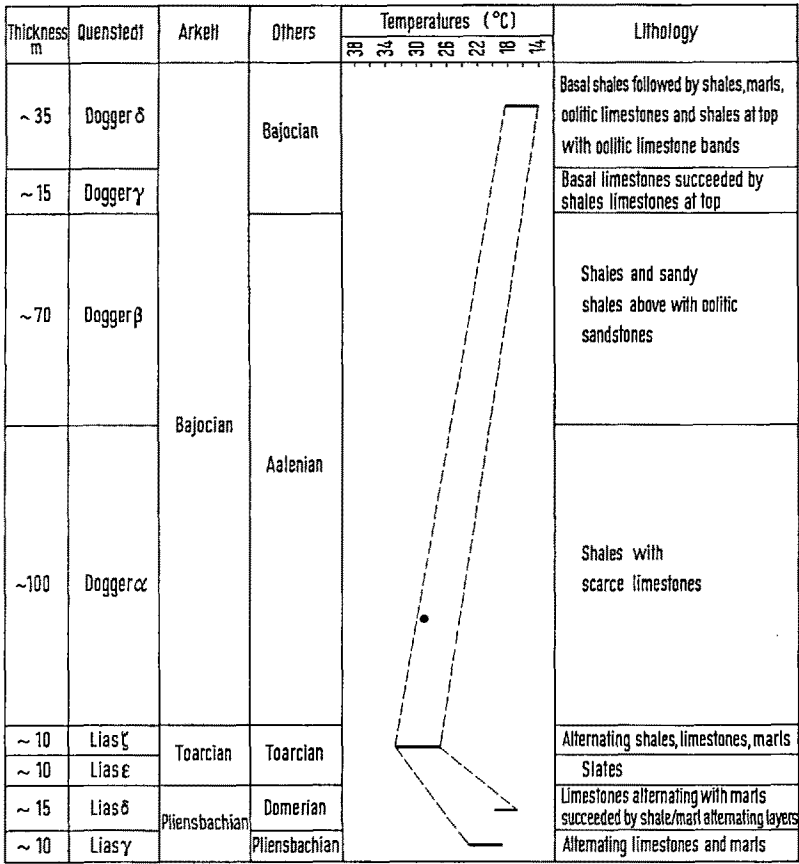 Thickness m Quenstedt Arkell Others Temperatures (°C) Lithology
38 34 30 26 22 18 14
~35 Dogger δ Bajocian Basal shales followed by shales, marls,
oolitic limestones and shales at top
with oolitic limestone bands
~15 Dogger γ Basal limestones succeeded by
shales limestones at top
~70 Dogger β Shales and sandy
shales above with oolitic
sandstones
Bajocian
Aalenian
~100 Dogger α Shales with
scarce limestones
~10 Lias ζ Toarcian Toarcian Alternating shales, limestones, marls
~10 Lias ε Slates
~15 Lias δ Pliensbachian Domerian Limestones alternating with marls
succeeded by shale/marl alternating layers
~10 Lias γ Pliensbachian Alternating limestones and marls